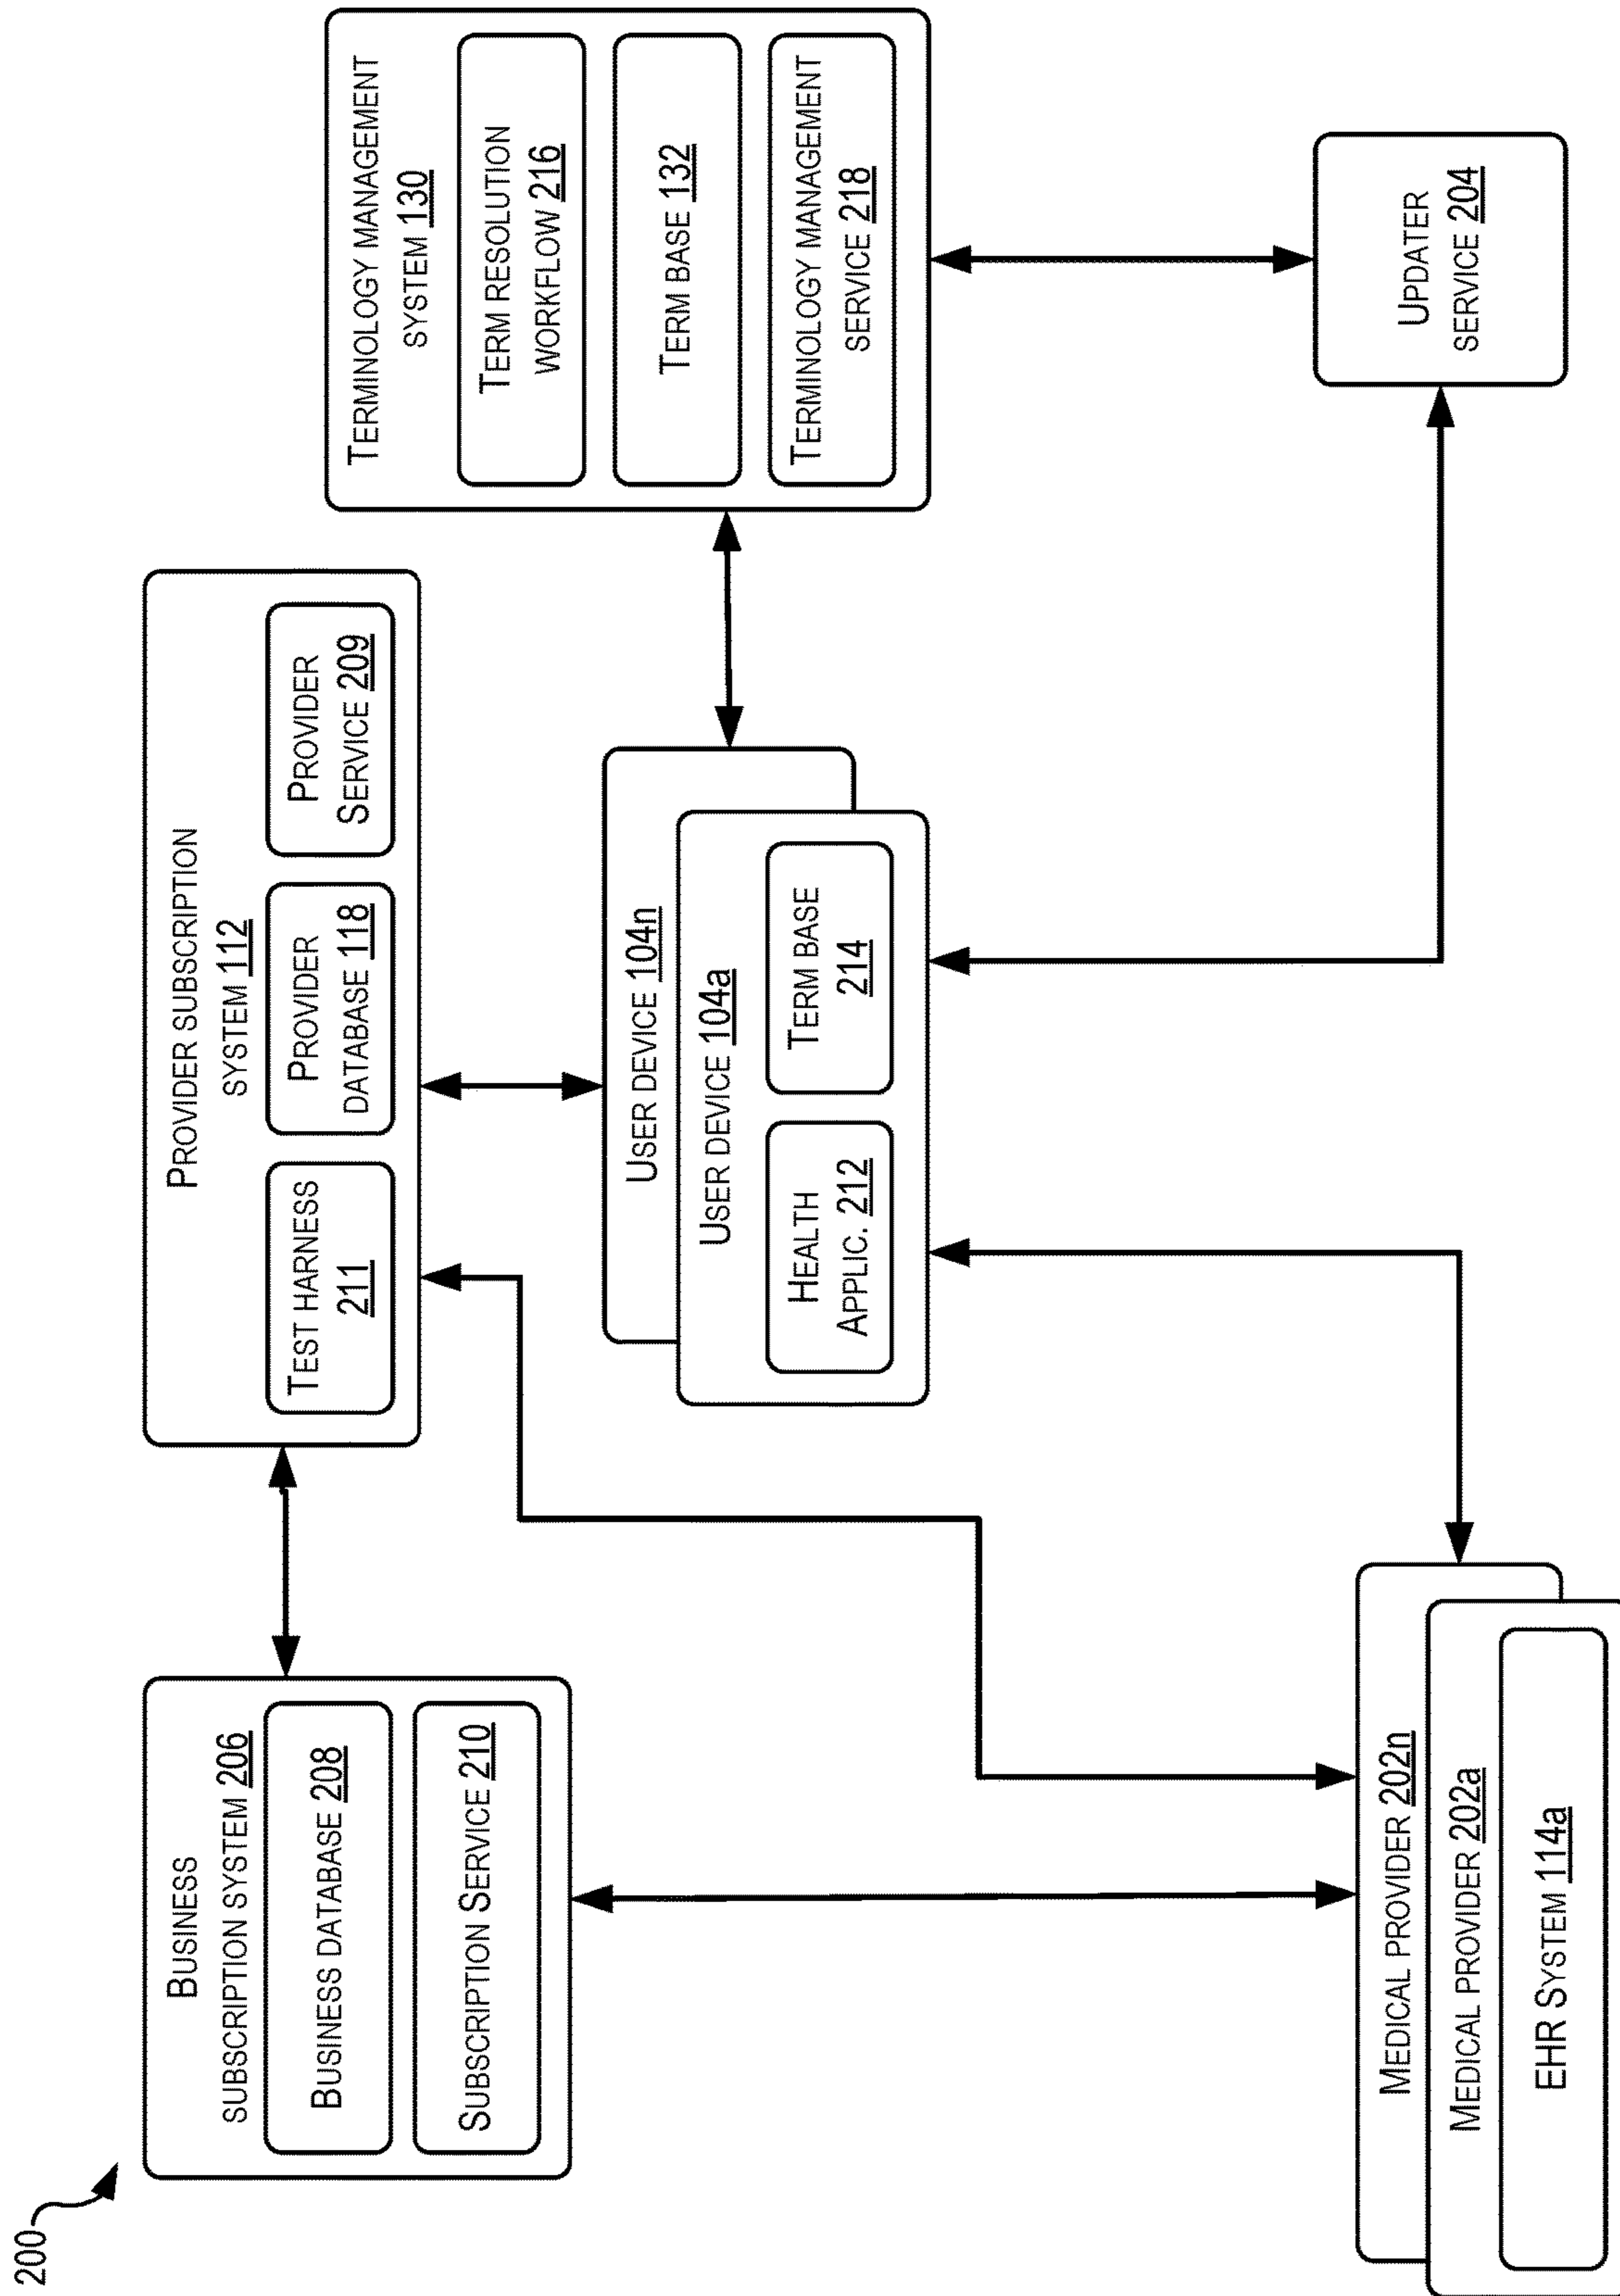 200
BUSINESS
SUBSCRIPTION SYSTEM 206
BUSINESS DATABASE 208
SUBSCRIPTION SERVICE 210
PROVIDER SUBSCRIPTION
SYSTEM 112
TEST HARNESS
211
PROVIDER
DATABASE 118
PROVIDER
SERVICE 209
TERMINOLOGY MANAGEMENT
SYSTEM 130
TERM RESOLUTION
WORKFLOW 216
TERM BASE 132
TERMINOLOGY MANAGEMENT
SERVICE 218
USER DEVICE 104n
USER DEVICE 104a
HEALTH
APPLIC. 212
TERM BASE
214
MEDICAL PROVIDER 202n
MEDICAL PROVIDER 202a
EHR SYSTEM 114a
UPDATER
SERVICE 204